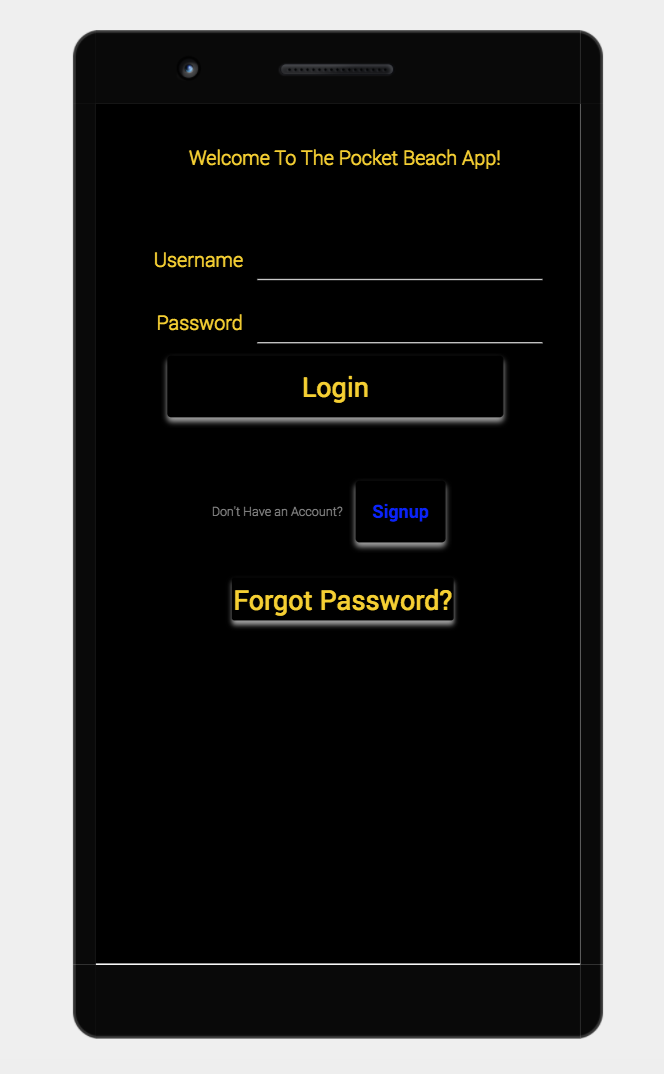 Welcome To The Pocket Beach App!
Username
Password
Login
Don't Have an Account? Signup
Forgot Password?